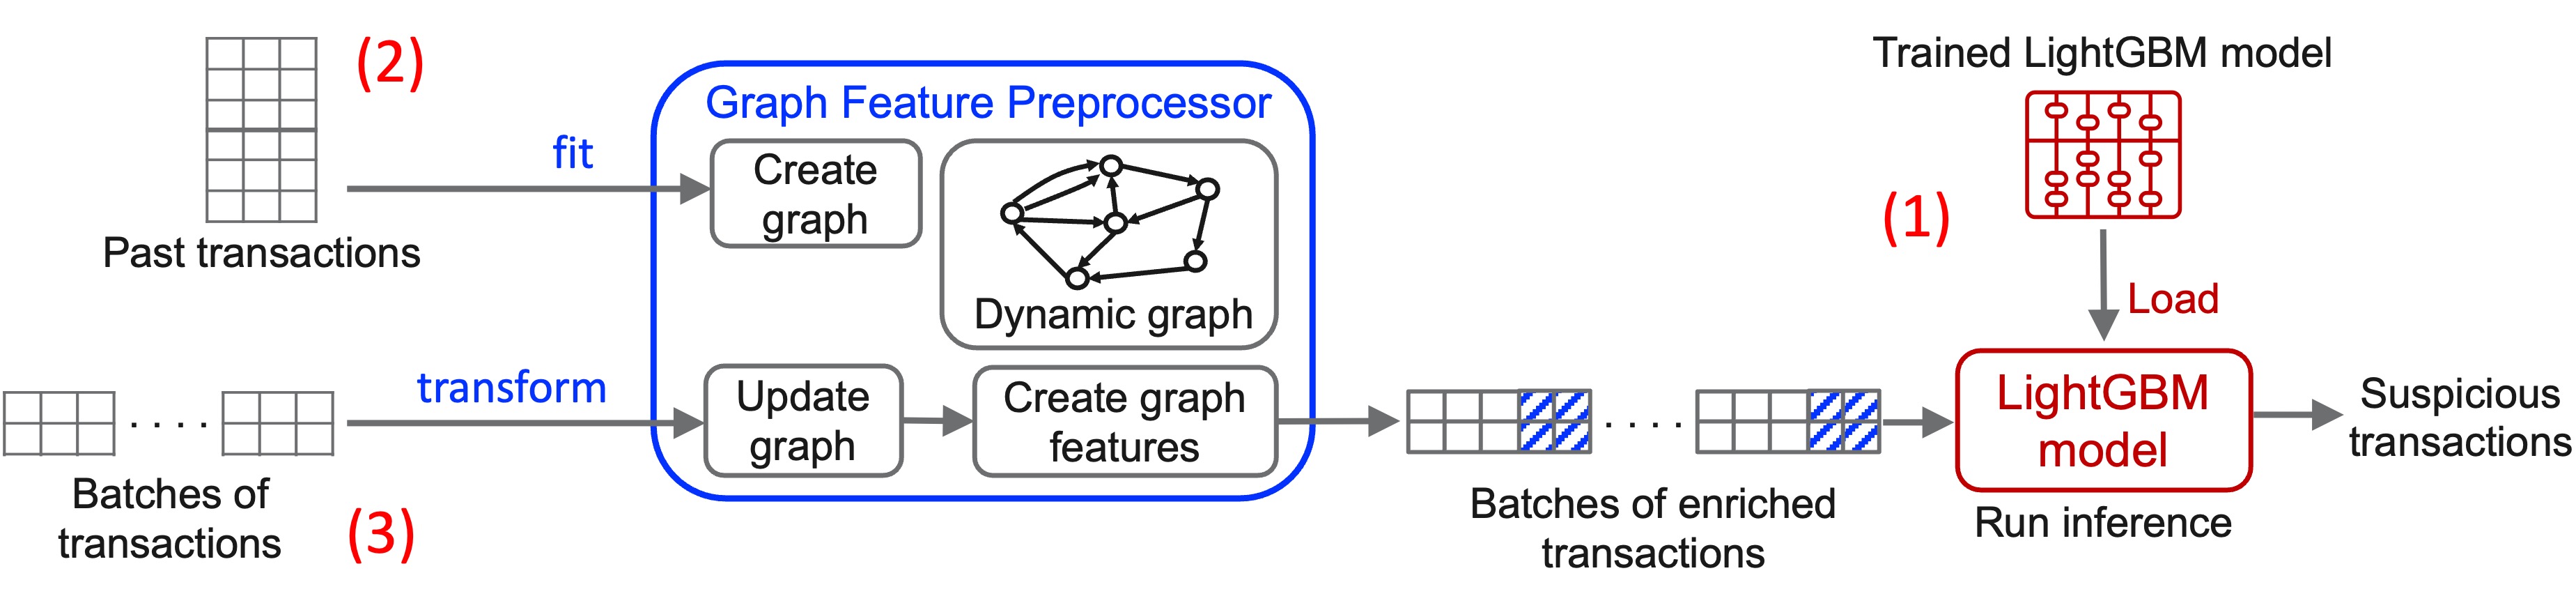 (2)
Past transactions
fit
Graph Feature Preprocessor
Create
graph
Dynamic graph
Batches of
transactions
(3)
transform
Update
graph
Create graph
features
Batches of enriched
transactions
Trained LightGBM model
(1)
Load
LightGBM
model
Run inference
Suspicious
transactions